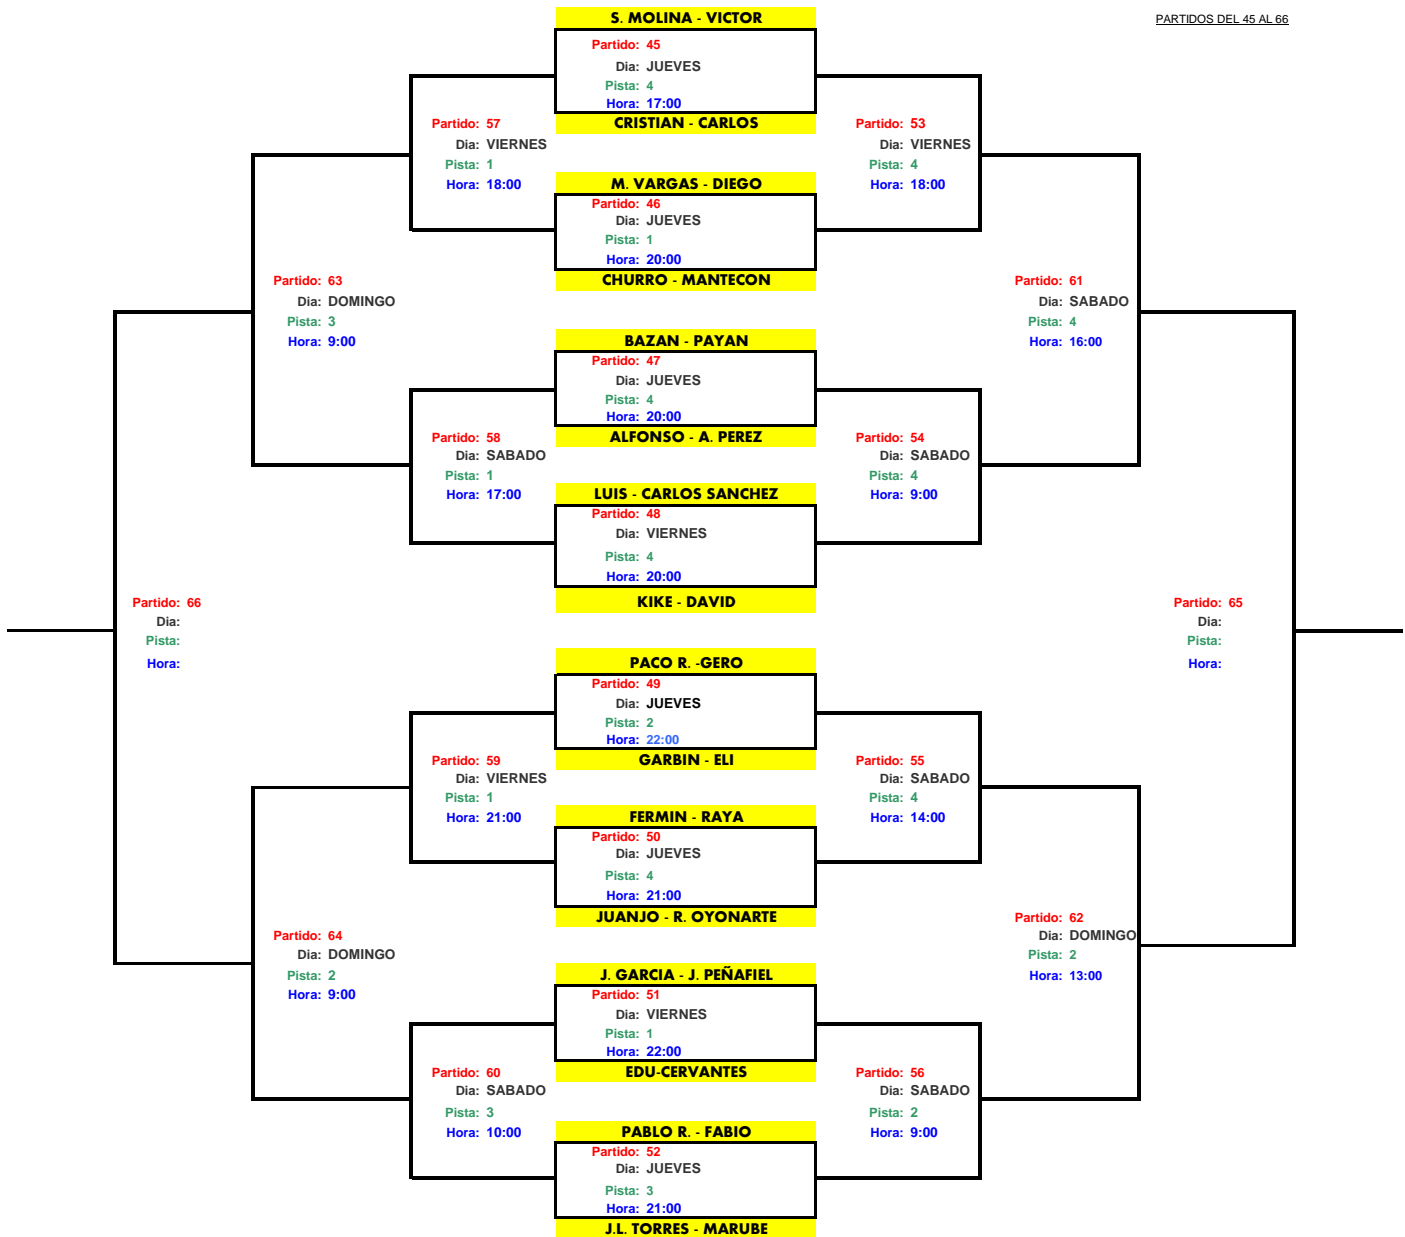 S. MOLINA - VICTOR
PARTIDOS DEL 45 AL 66
Partido: 45
Dia: JUEVES
Pista: 4
Hora: 17:00
CRISTIAN - CARLOS
Partido: 57
Dia: VIERNES
Pista: 1
Hora: 18:00
Partido: 53
Dia: VIERNES
Pista: 4
Hora: 18:00
M. VARGAS - DIEGO
Partido: 46
Dia: JUEVES
Pista: 1
Hora: 20:00
CHURRO - MANTECON
Partido: 63
Dia: DOMINGO
Pista: 3
Hora: 9:00
Partido: 61
Dia: SABADO
Pista: 4
Hora: 16:00
BAZAN - PAYAN
Partido: 47
Dia: JUEVES
Pista: 4
Hora: 20:00
ALFONSO - A. PEREZ
Partido: 58
Dia: SABADO
Pista: 1
Hora: 17:00
Partido: 54
Dia: SABADO
Pista: 4
Hora: 9:00
LUIS - CARLOS SANCHEZ
Partido: 48
Dia: VIERNES
Pista: 4
Hora: 20:00
KIKE - DAVID
Partido: 66
Dia:
Pista:
Hora:
Partido: 65
Dia:
Pista:
Hora:
PACO R. -GERO
Partido: 49
Dia: JUEVES
Pista: 2
Hora: 22:00
GARBIN - ELI
Partido: 59
Dia: VIERNES
Pista: 1
Hora: 21:00
Partido: 55
Dia: SABADO
Pista: 4
Hora: 14:00
FERMIN - RAYA
Partido: 50
Dia: JUEVES
Pista: 4
Hora: 21:00
JUANJO - R. OYONARTE
Partido: 64
Dia: DOMINGO
Pista: 2
Hora: 9:00
Partido: 62
Dia: DOMINGO
Pista: 2
Hora: 13:00
J. GARCIA - J. PEÑAFIEL
Partido: 51
Dia: VIERNES
Pista: 1
Hora: 22:00
EDU-CERVANTES
Partido: 60
Dia: SABADO
Pista: 3
Hora: 10:00
Partido: 56
Dia: SABADO
Pista: 2
Hora: 9:00
PABLO R. - FABIO
Partido: 52
Dia: JUEVES
Pista: 3
Hora: 21:00
J.L. TORRES - MARUBE